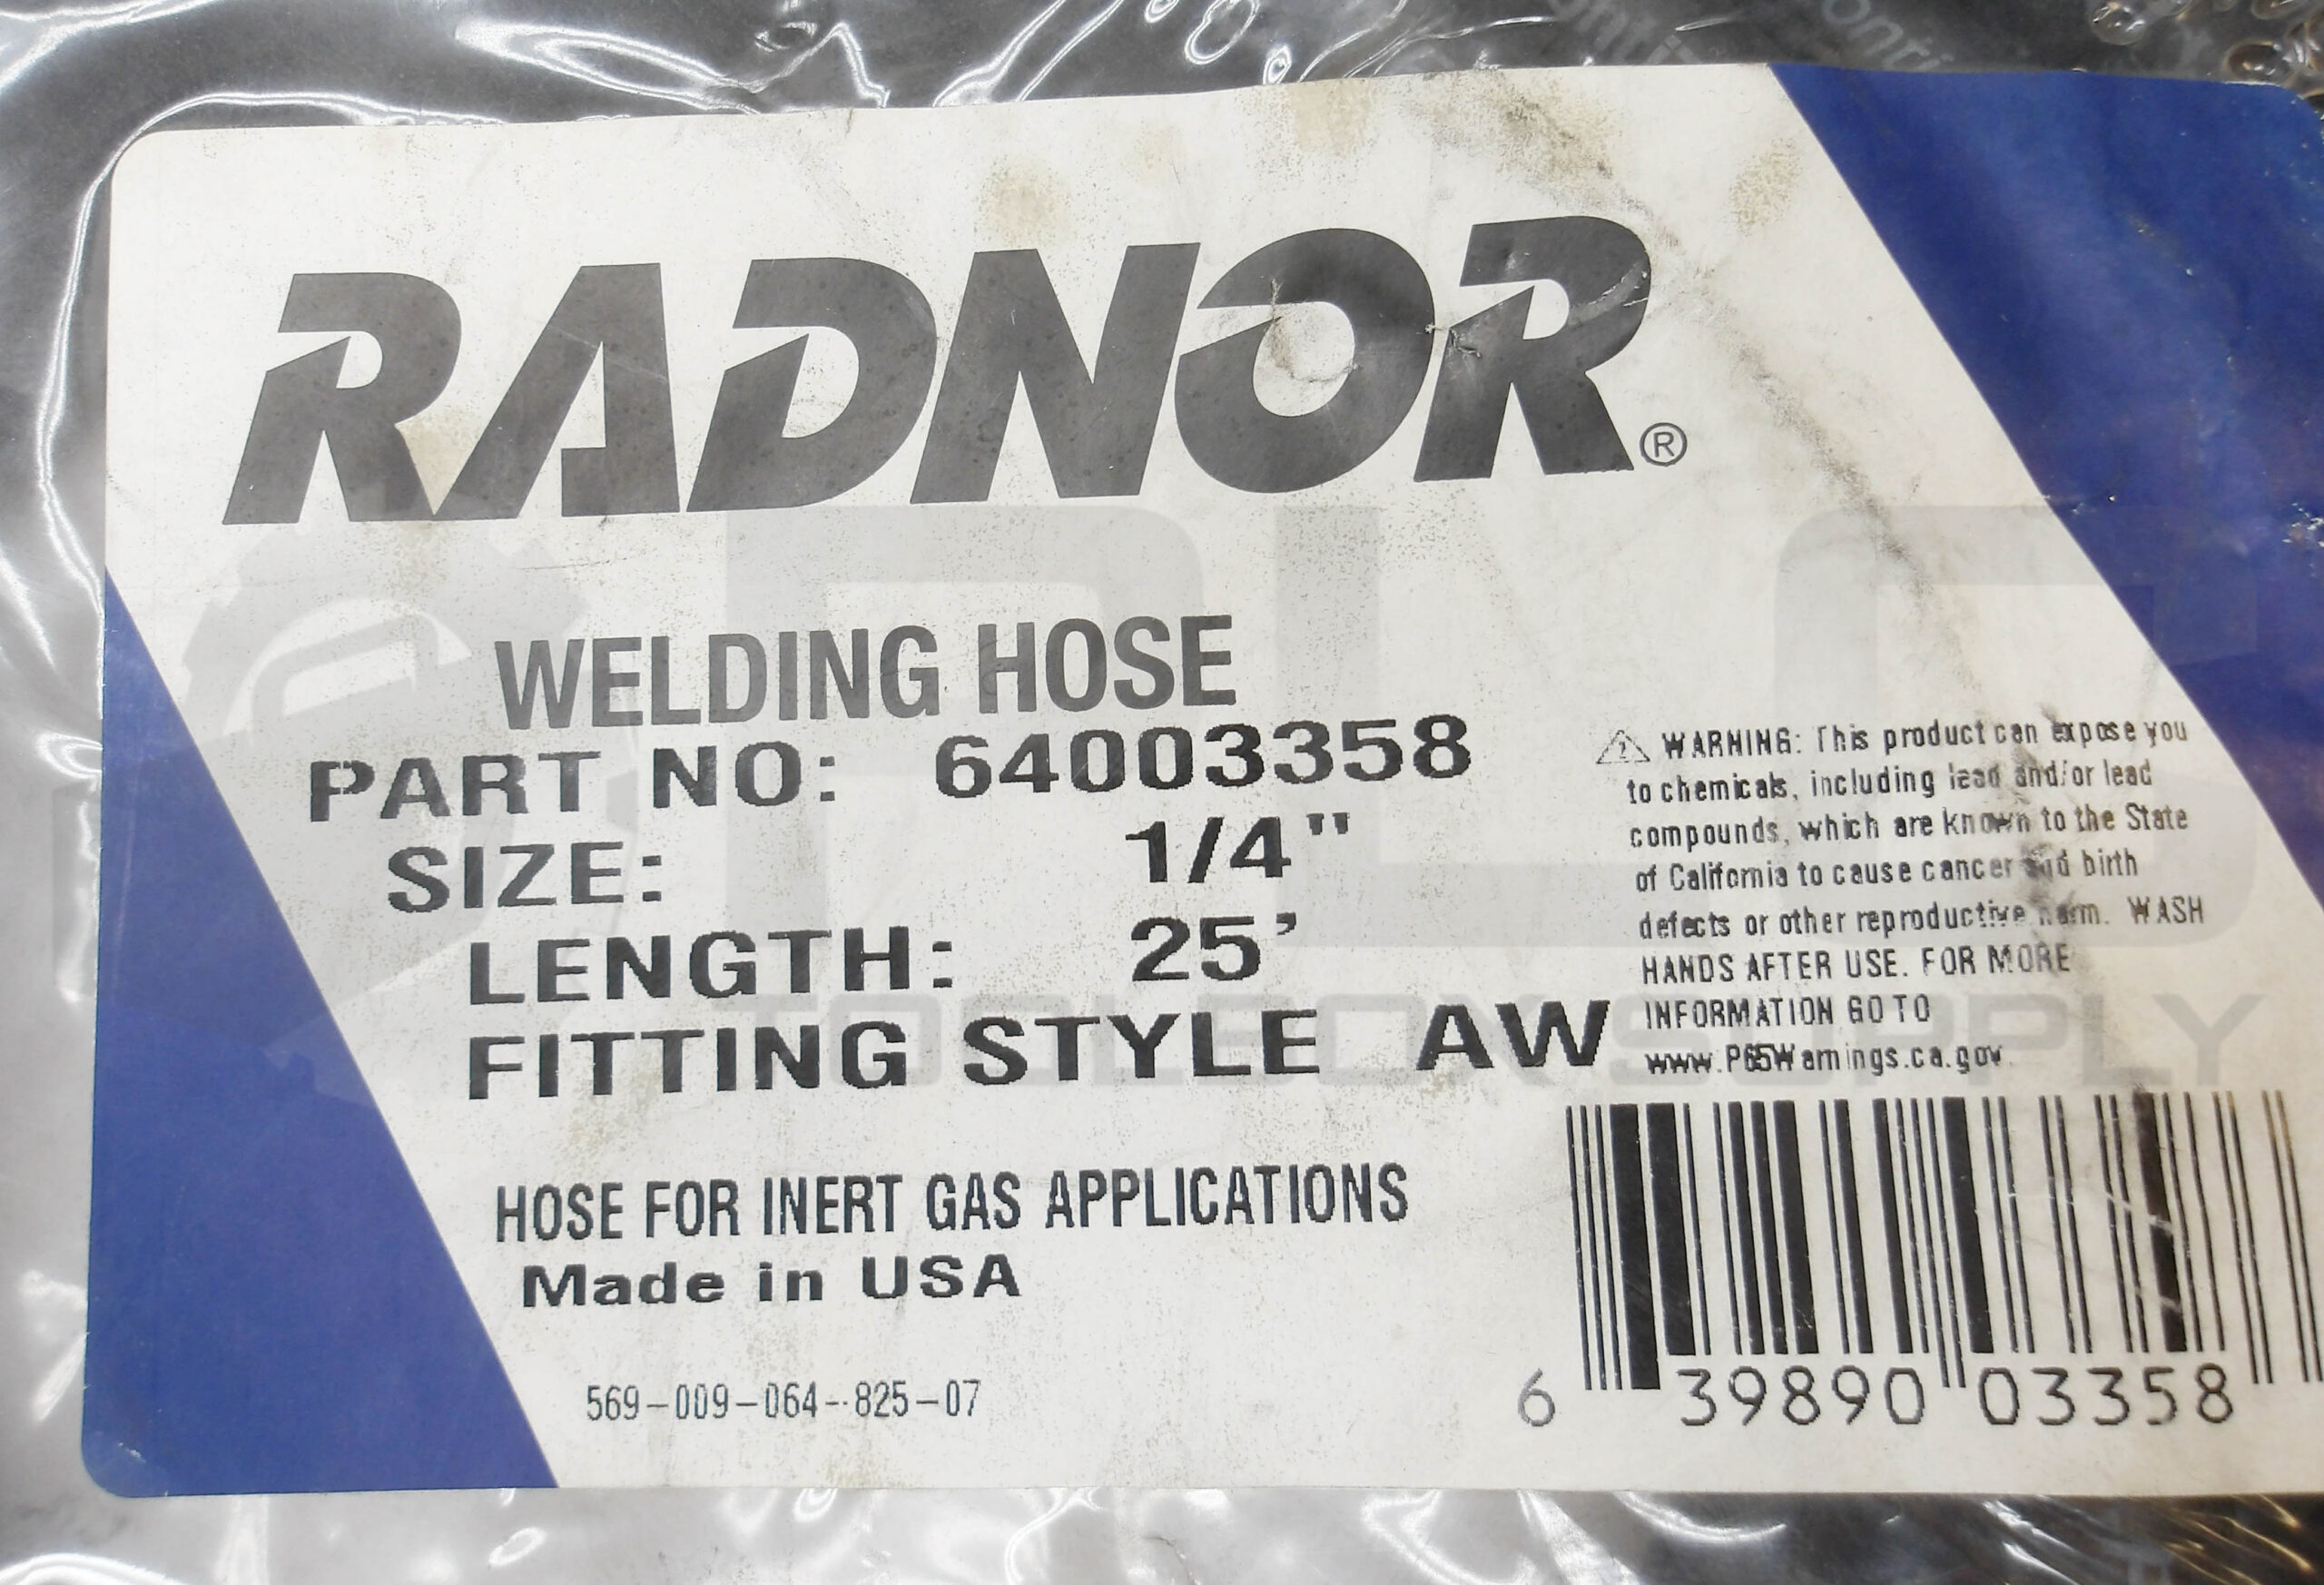 RADNOR®
WELDING HOSE
PART NO: 64003358
SIZE: 1/4"
LENGTH: 25'
FITTING STYLE AW
HOSE FOR INERT GAS APPLICATIONS
Made in USA
569-009-064-825-07
⚠ WARNING: This product can expose you
to chemicals, including lead and/or lead
compounds, which are known to the State
of California to cause cancer and birth
defects or other reproductive harm. WASH
HANDS AFTER USE. FOR MORE
INFORMATION GO TO
www.P65Warnings.ca.gov.
6 39890 03358
PLC
SUPPLY